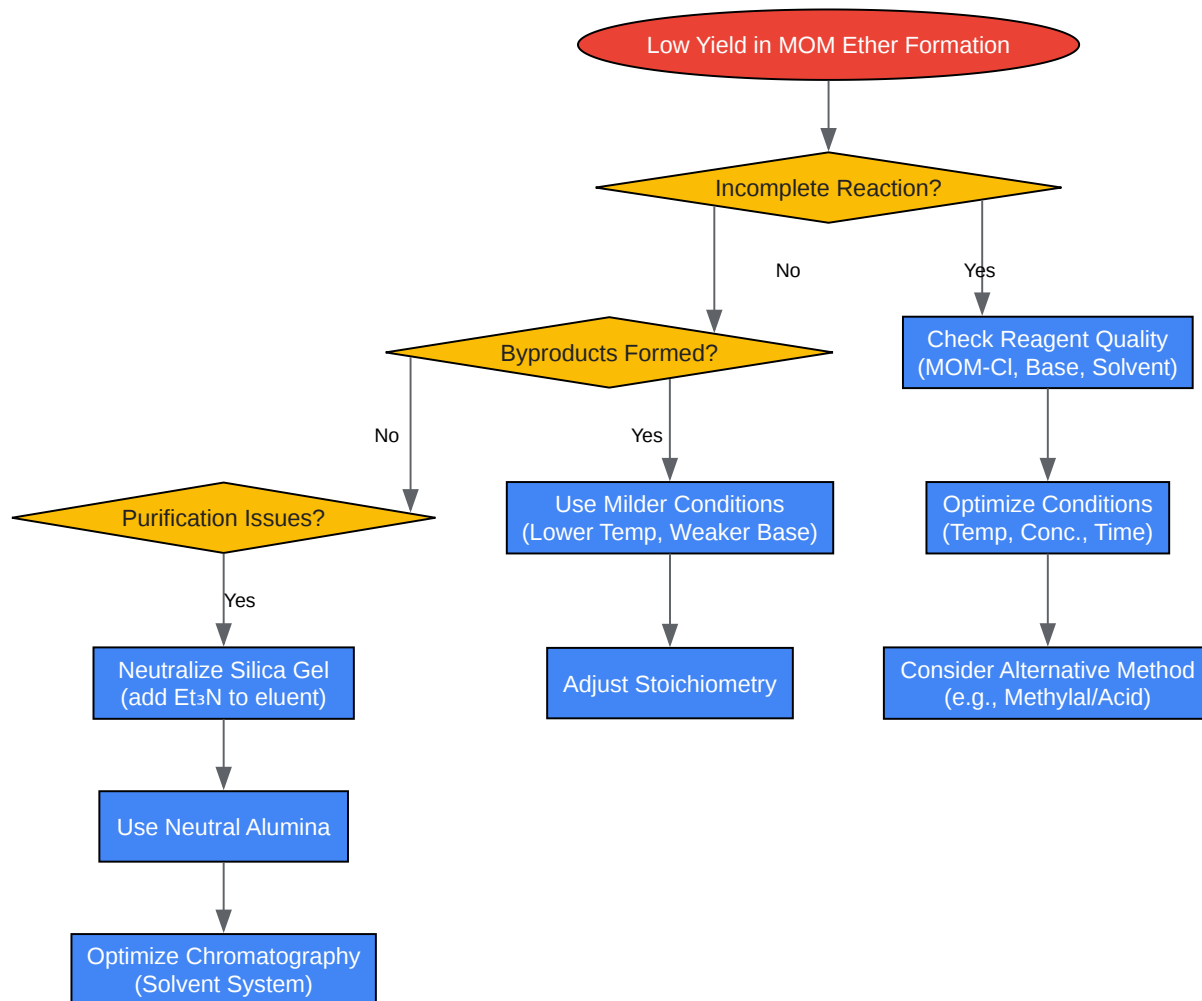 Low Yield in MOM Ether Formation
Incomplete Reaction?
No
Yes
Byproducts Formed?
Check Reagent Quality
(MOM-Cl, Base, Solvent)
No
Yes
Purification Issues?
Use Milder Conditions
(Lower Temp, Weaker Base)
Optimize Conditions
(Temp, Conc., Time)
Yes
Neutralize Silica Gel
(add Et₃N to eluent)
Adjust Stoichiometry
Consider Alternative Method
(e.g., Methylal/Acid)
Use Neutral Alumina
Optimize Chromatography
(Solvent System)